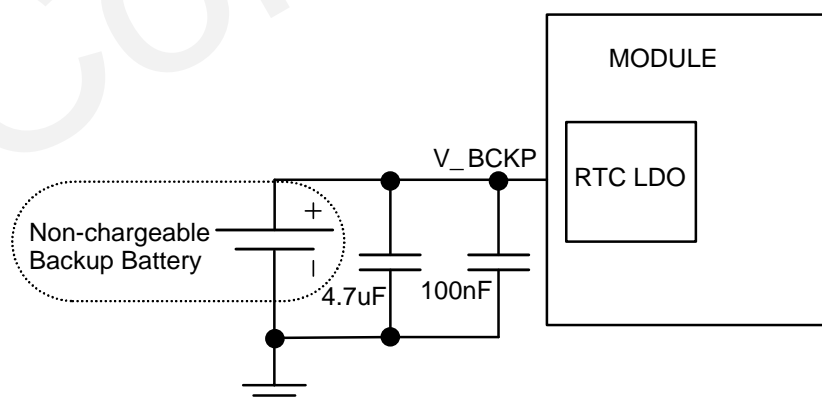 MODULE
V_BCKP
RTC LDO
+
Non-chargeable
Backup Battery
4.7uF
100nF